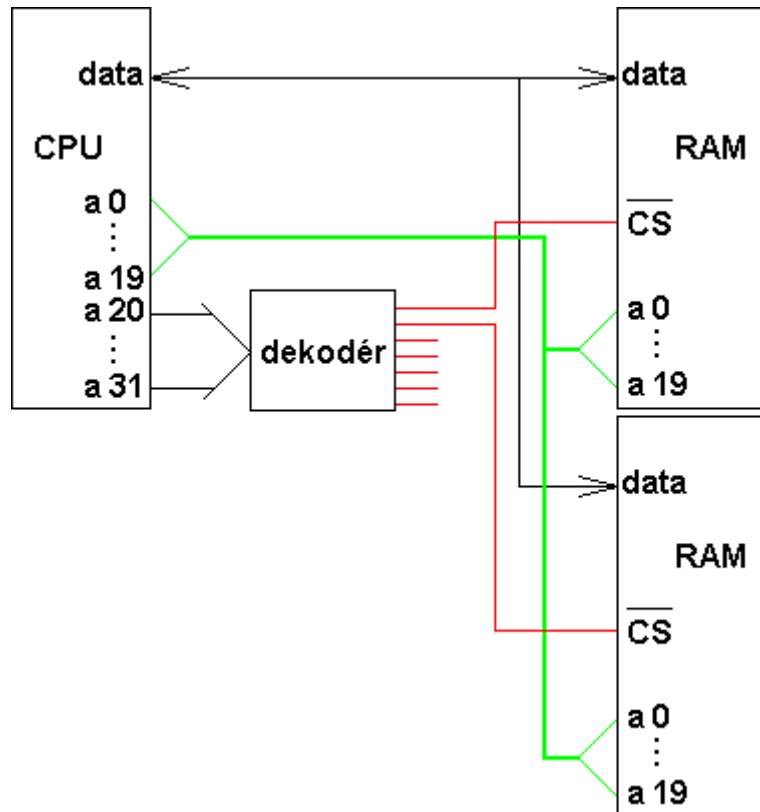 data
CPU
a 0
⋮
a 19
a 20
⋮
a 31
dekodér
data
RAM
CS
a 0
⋮
a 19
data
RAM
CS
a 0
⋮
a 19